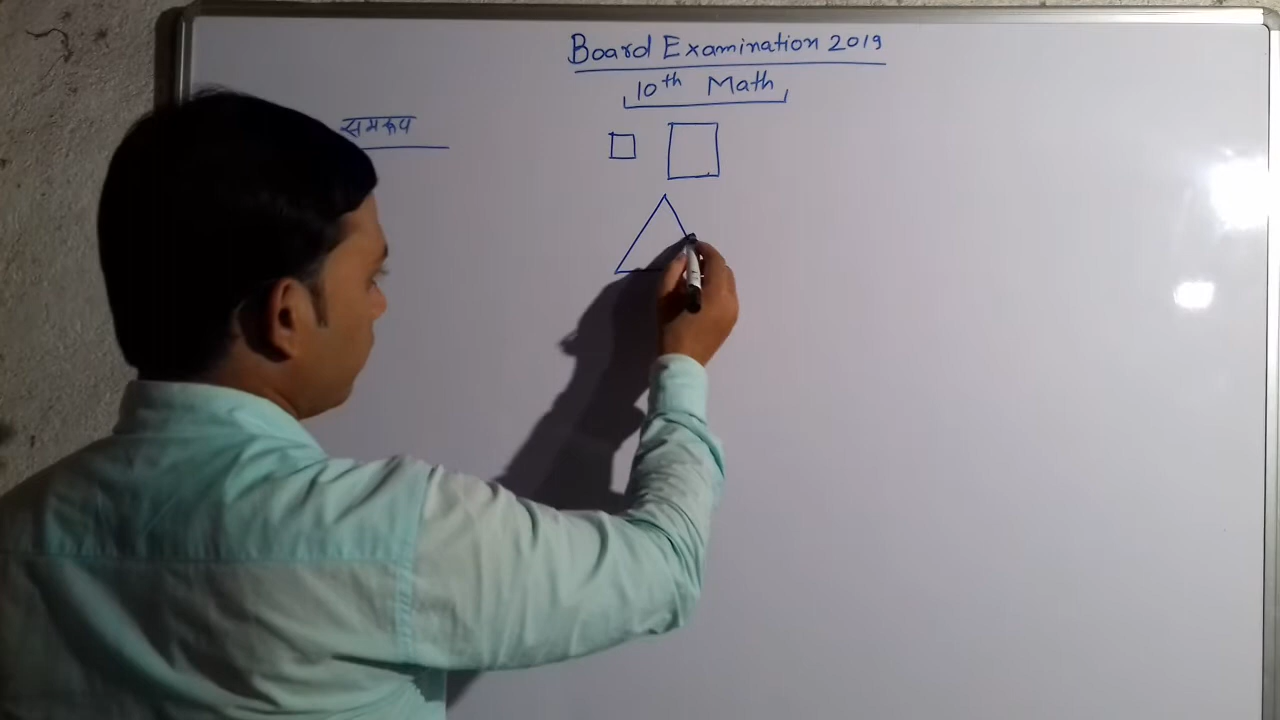 Board Examination 2019
10th Math
समरूप